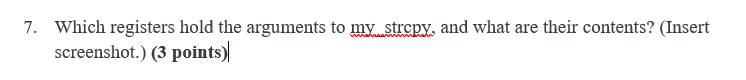 7. Which registers hold the arguments to my_strcpy, and what are their contents? (Insert
screenshot.) (3 points)